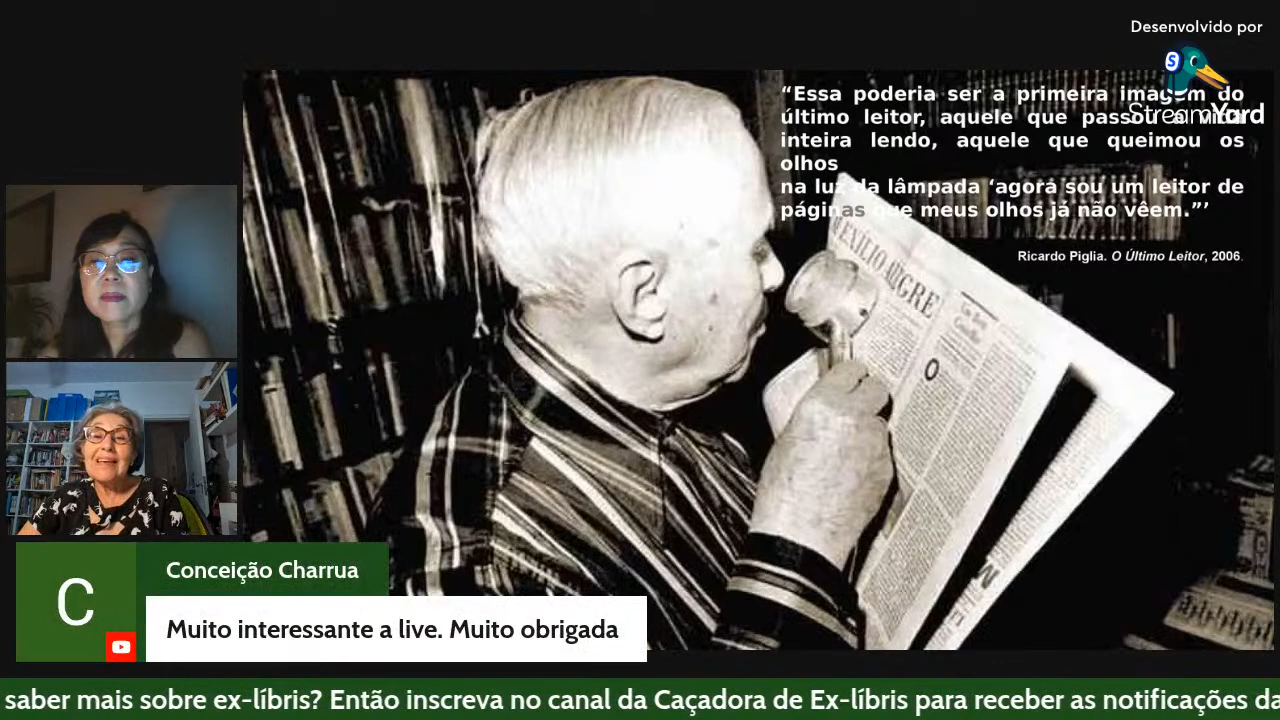 Desenvolvido por
StreamYard
“Essa poderia ser a primeira imagem do
último leitor, aquele que passou a vida
inteira lendo, aquele que queimou os
olhos
na luz da lâmpada ‘agora sou um leitor de
páginas que meus olhos já não vêem.”’
Ricardo Piglia. O Último Leitor, 2006.
EXILIO ALEGRE
O
C
Conceição Charrua
Muito interessante a live. Muito obrigada
saber mais sobre ex-líbris? Então inscreva no canal da Caçadora de Ex-líbris para receber as notificações da